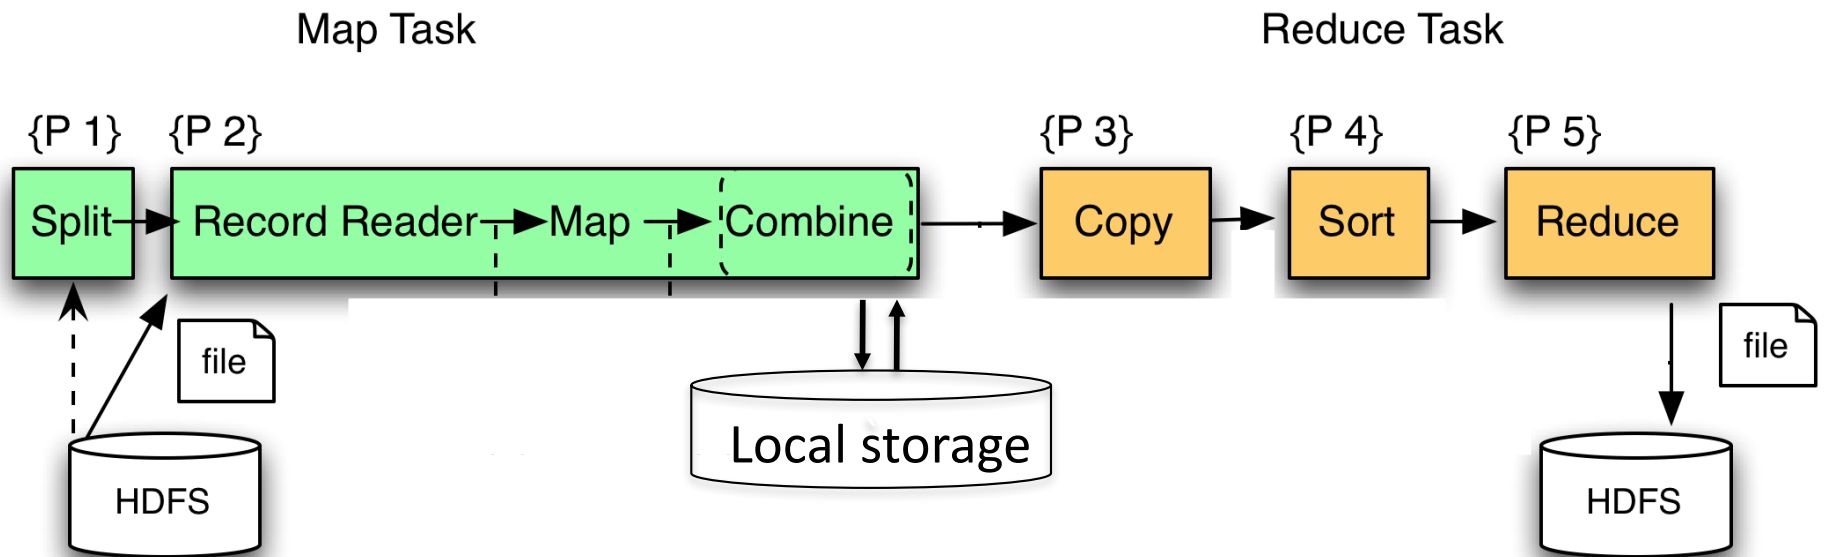 Map Task
Reduce Task
{P 1}
{P 2}
{P 3}
{P 4}
{P 5}
Split
Record Reader
Map
Combine
Copy
Sort
Reduce
file
file
Local storage
HDFS
HDFS